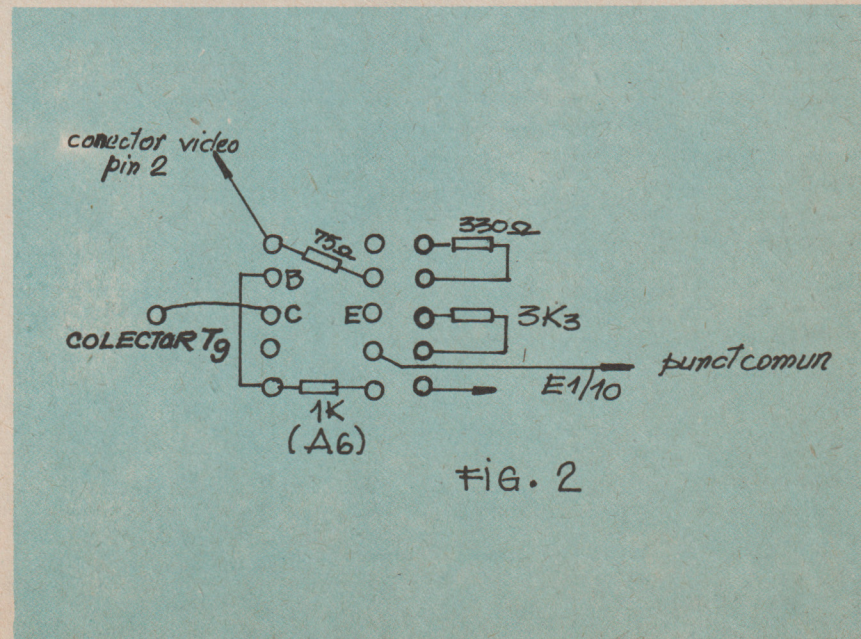 conector video
pin 2
75Ω
330Ω
B
C
E
3K3
COLECTOR T9
punct comun
E1/10
1K
(A6)
FiG. 2